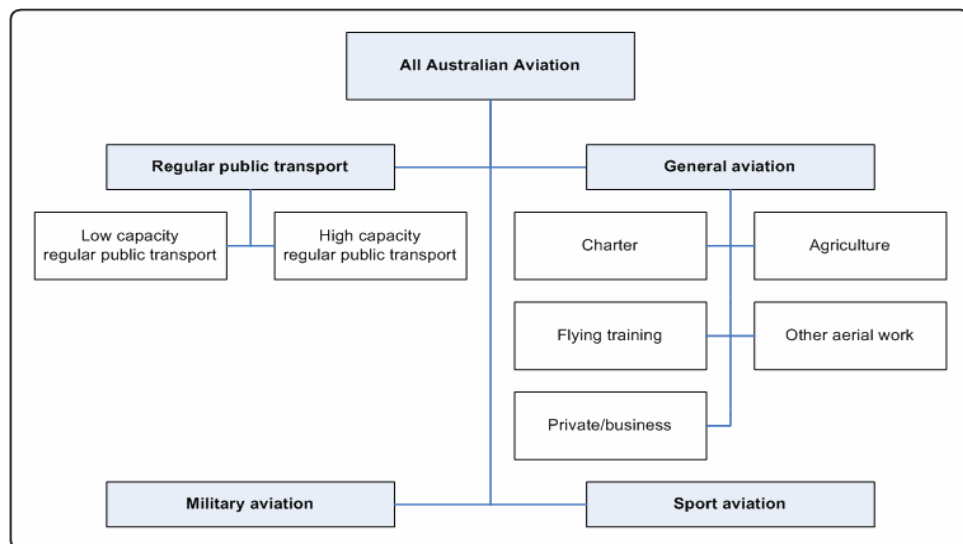 All Australian Aviation
Regular public transport
General aviation
Low capacity
regular public transport
High capacity
regular public transport
Charter
Agriculture
Flying training
Other aerial work
Private/business
Military aviation
Sport aviation